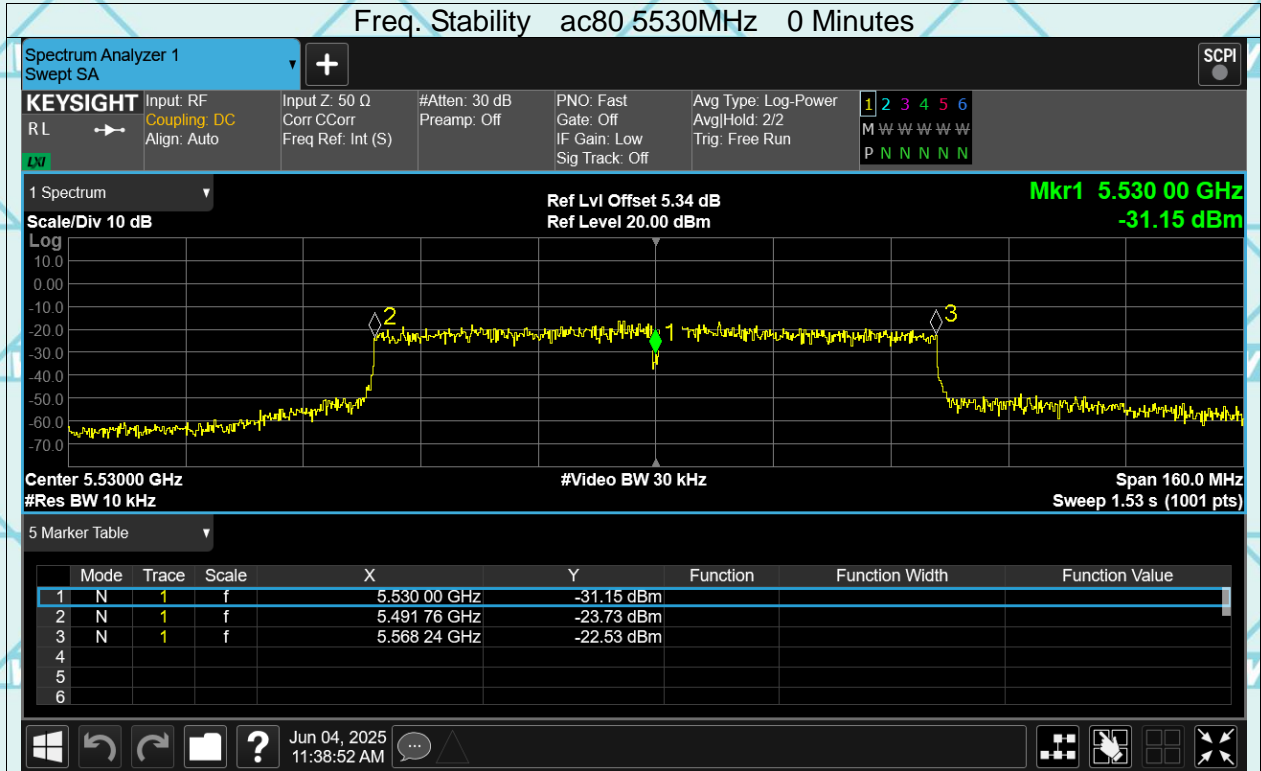 Freq. Stability ac80 5530MHz 0 Minutes
Spectrum Analyzer 1
Swept SA
SCPI
KEYSIGHT
RL
LXI
Input: RF
Coupling: DC
Align: Auto
Input Z: 50 Ω
Corr CCorr
Freq Ref: Int (S)
#Atten: 30 dB
Preamp: Off
PNO: Fast
Gate: Off
IF Gain: Low
Sig Track: Off
Avg Type: Log-Power
Avg|Hold: 2/2
Trig: Free Run
1 2 3 4 5 6
M W W W W W
P N N N N N
1 Spectrum
Scale/Div 10 dB
Ref Lvl Offset 5.34 dB
Ref Level 20.00 dBm
Mkr1 5.530 00 GHz
-31.15 dBm
Log
10.0
0.00
-10.0
-20.0
-30.0
-40.0
-50.0
-60.0
-70.0
2
1
3
Center 5.53000 GHz
#Video BW 30 kHz
Span 160.0 MHz
#Res BW 10 kHz
Sweep 1.53 s (1001 pts)
5 Marker Table
Mode Trace Scale X Y Function Function Width Function Value
1 N 1 f 5.530 00 GHz -31.15 dBm
2 N 1 f 5.491 76 GHz -23.73 dBm
3 N 1 f 5.568 24 GHz -22.53 dBm
4
5
6
?
Jun 04, 2025
11:38:52 AM